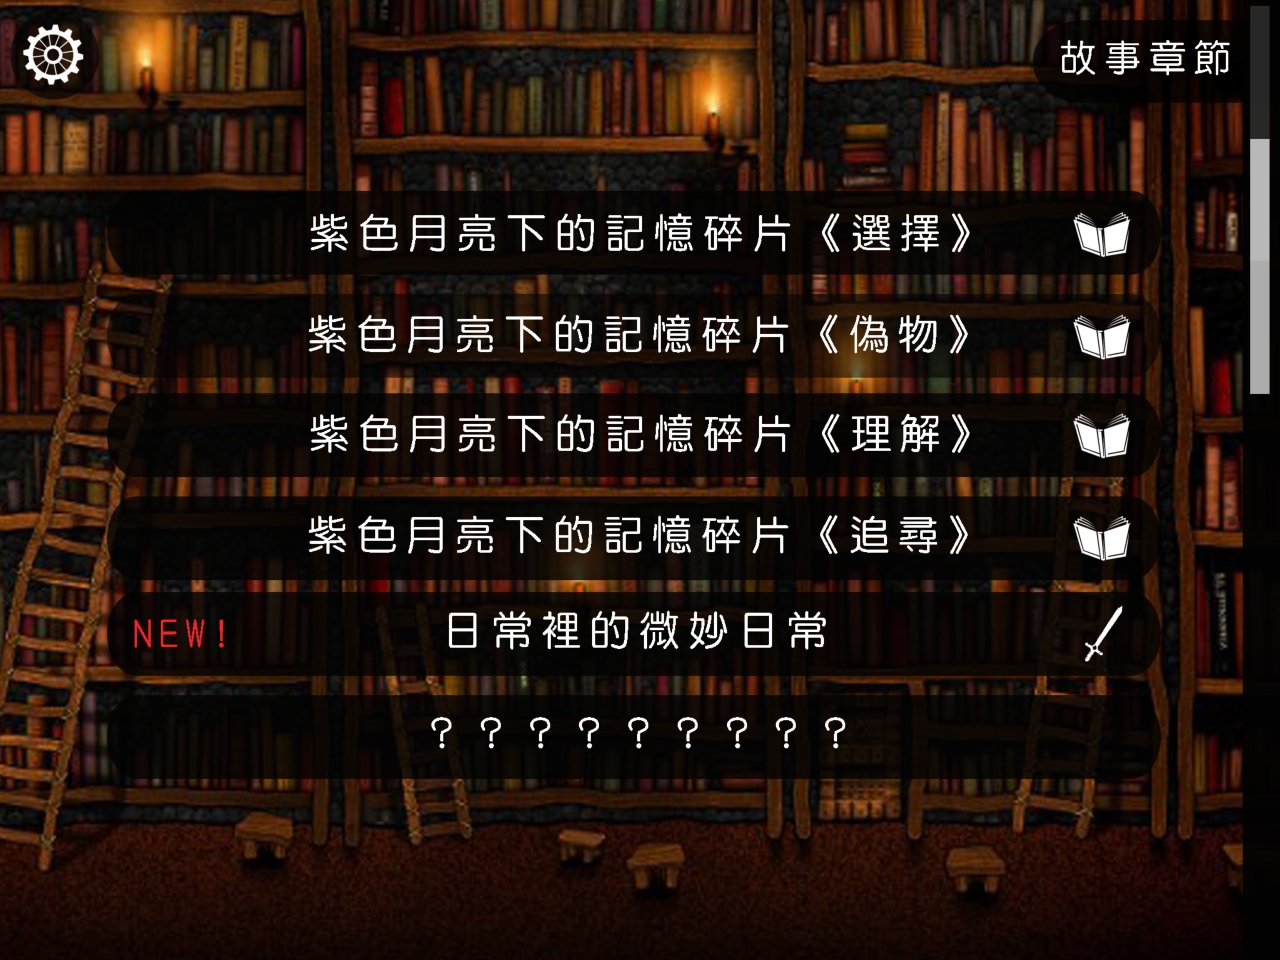 故事章節
紫色月亮下的記憶碎片《選擇》
紫色月亮下的記憶碎片《偽物》
紫色月亮下的記憶碎片《理解》
紫色月亮下的記憶碎片《追尋》
NEW! 日常裡的微妙日常
？？？？？？？？？